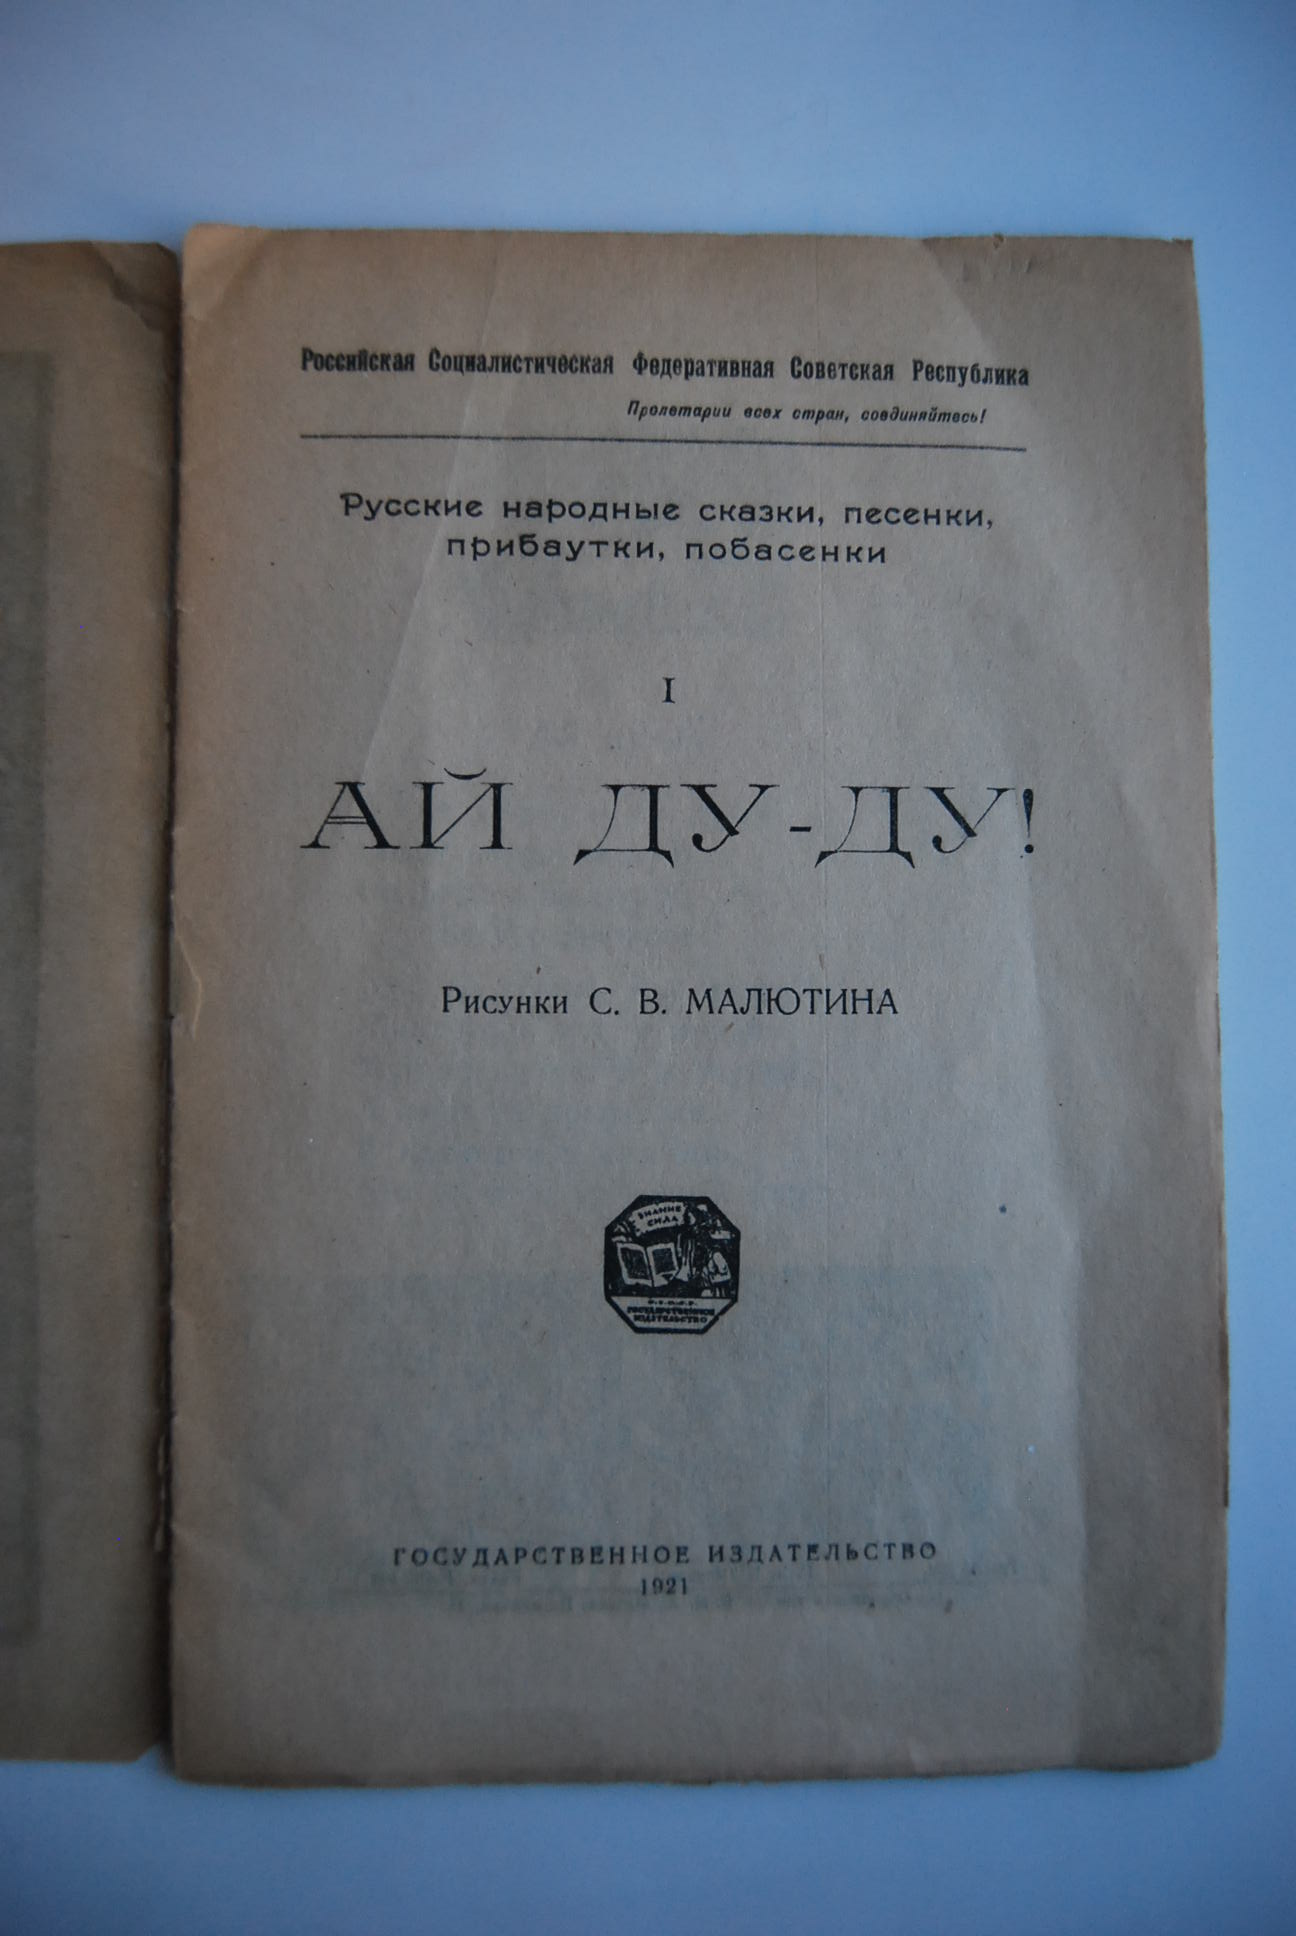 Российская Социалистическая Федеративная Советская Республика
Пролетарии всех стран, соединяйтесь!
Русские народные сказки, песенки,
прибаутки, побасенки
I
АЙ ДУ-ДУ!
Рисунки С. В. МАЛЮТИНА
ЗНАНИЕ
СИЛА
Р.С.Ф.С.Р.
ГОСУДАРСТВЕННОЕ
ИЗДАТЕЛЬСТВО
ГОСУДАРСТВЕННОЕ ИЗДАТЕЛЬСТВО
1921